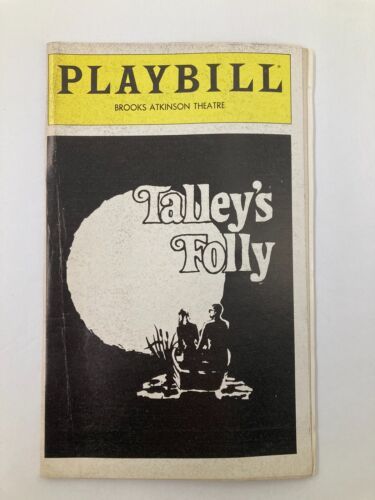 PLAYBILL
BROOKS ATKINSON THEATRE
Talley's
Folly